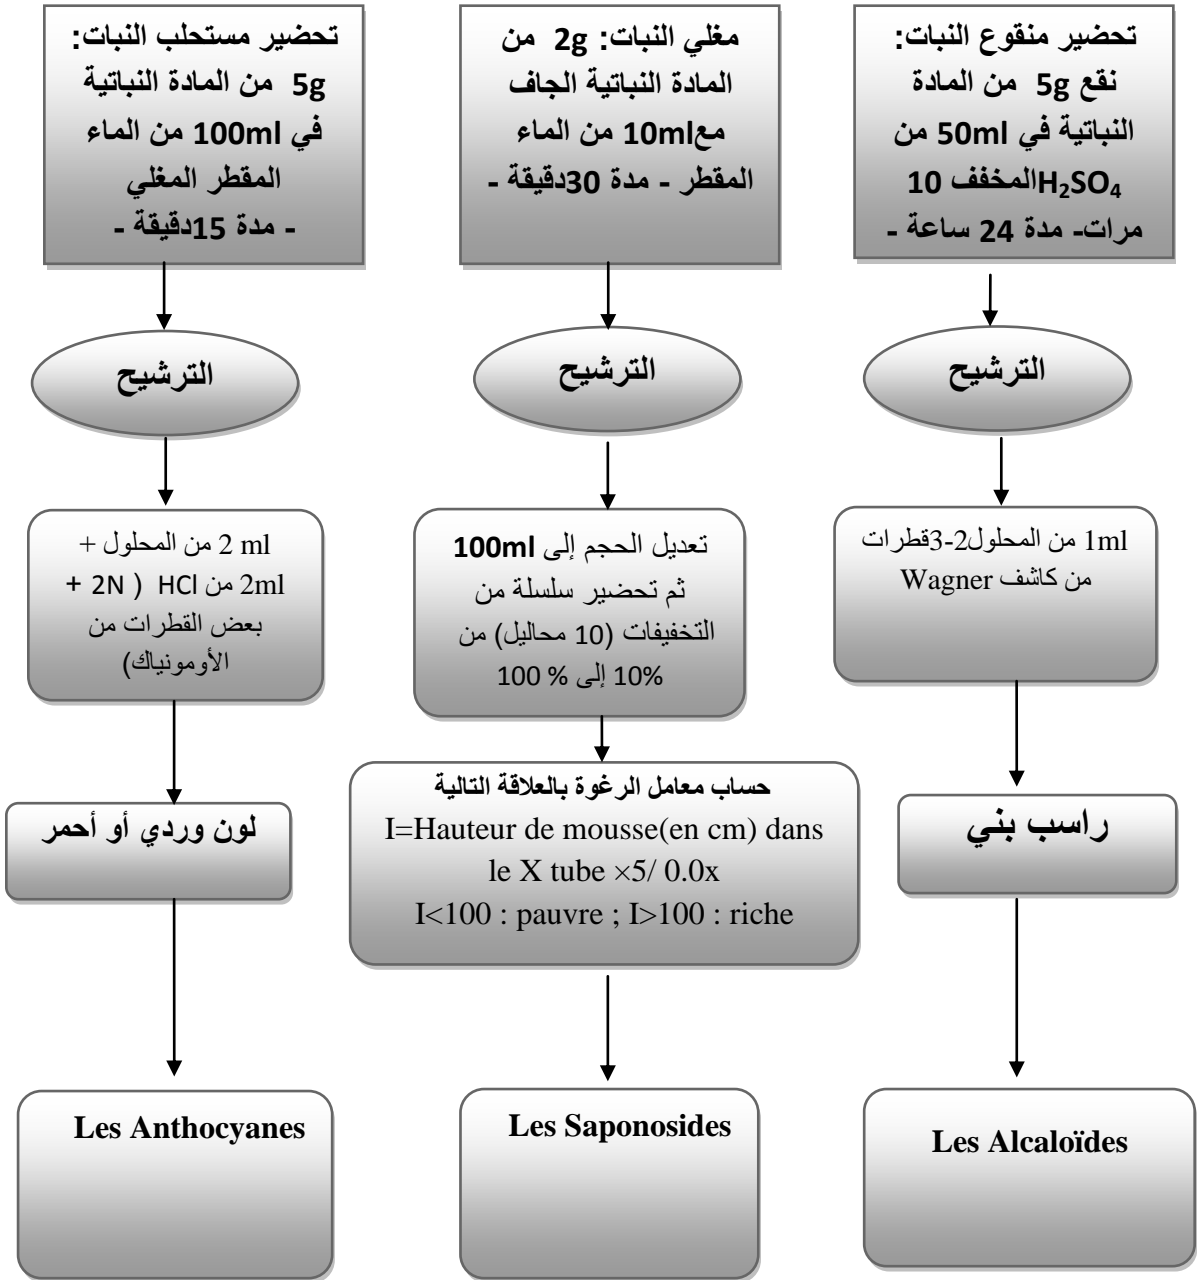 تحضير منقوع النبات:
نقع 5g من المادة
النباتية في 50ml من
H₂SO₄المخفف 10
مرات- مدة 24 ساعة -
الترشيح
1ml من المحلول2-3قطرات
من كاشف Wagner
راسب بني
Les Alcaloïdes
مغلي النبات: 2g من
المادة النباتية الجاف
مع10ml من الماء
المقطر - مدة 30دقيقة -
الترشيح
تعديل الحجم إلى 100ml
ثم تحضير سلسلة من
التخفيفات (10 محاليل) من
10% إلى % 100
حساب معامل الرغوة بالعلاقة التالية
I=Hauteur de mousse(en cm) dans
le X tube ×5/ 0.0x
I<100 : pauvre ; I>100 : riche
Les Saponosides
تحضير مستحلب النبات:
5g من المادة النباتية
في 100ml من الماء
المقطر المغلي
- مدة 15دقيقة -
الترشيح
2 ml من المحلول +
2ml من HCl ( 2N +
بعض القطرات من
الأومونياك)
لون وردي أو أحمر
Les Anthocyanes